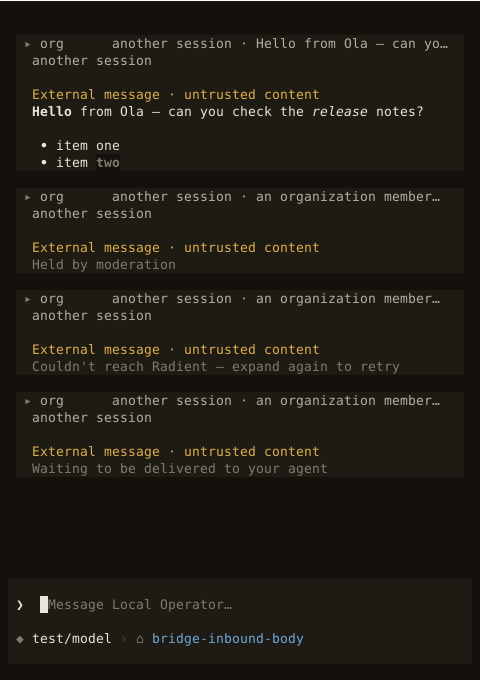 ▸ org      another session · Hello from Ola — can yo…
another session
External message · untrusted content
Hello from Ola — can you check the release notes?
• item one
• item two
▸ org      another session · an organization member…
another session
External message · untrusted content
Held by moderation
▸ org      another session · an organization member…
another session
External message · untrusted content
Couldn't reach Radient — expand again to retry
▸ org      another session · an organization member…
another session
External message · untrusted content
Waiting to be delivered to your agent
❯ Message Local Operator…
◆ test/model › ⌂ bridge-inbound-body